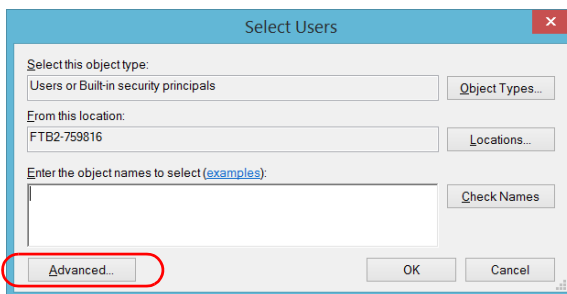 Select Users
Select this object type:
Users or Built-in security principals
Object Types...
From this location:
FTB2-759816
Locations...
Enter the object names to select (examples):
Check Names
Advanced...
OK
Cancel